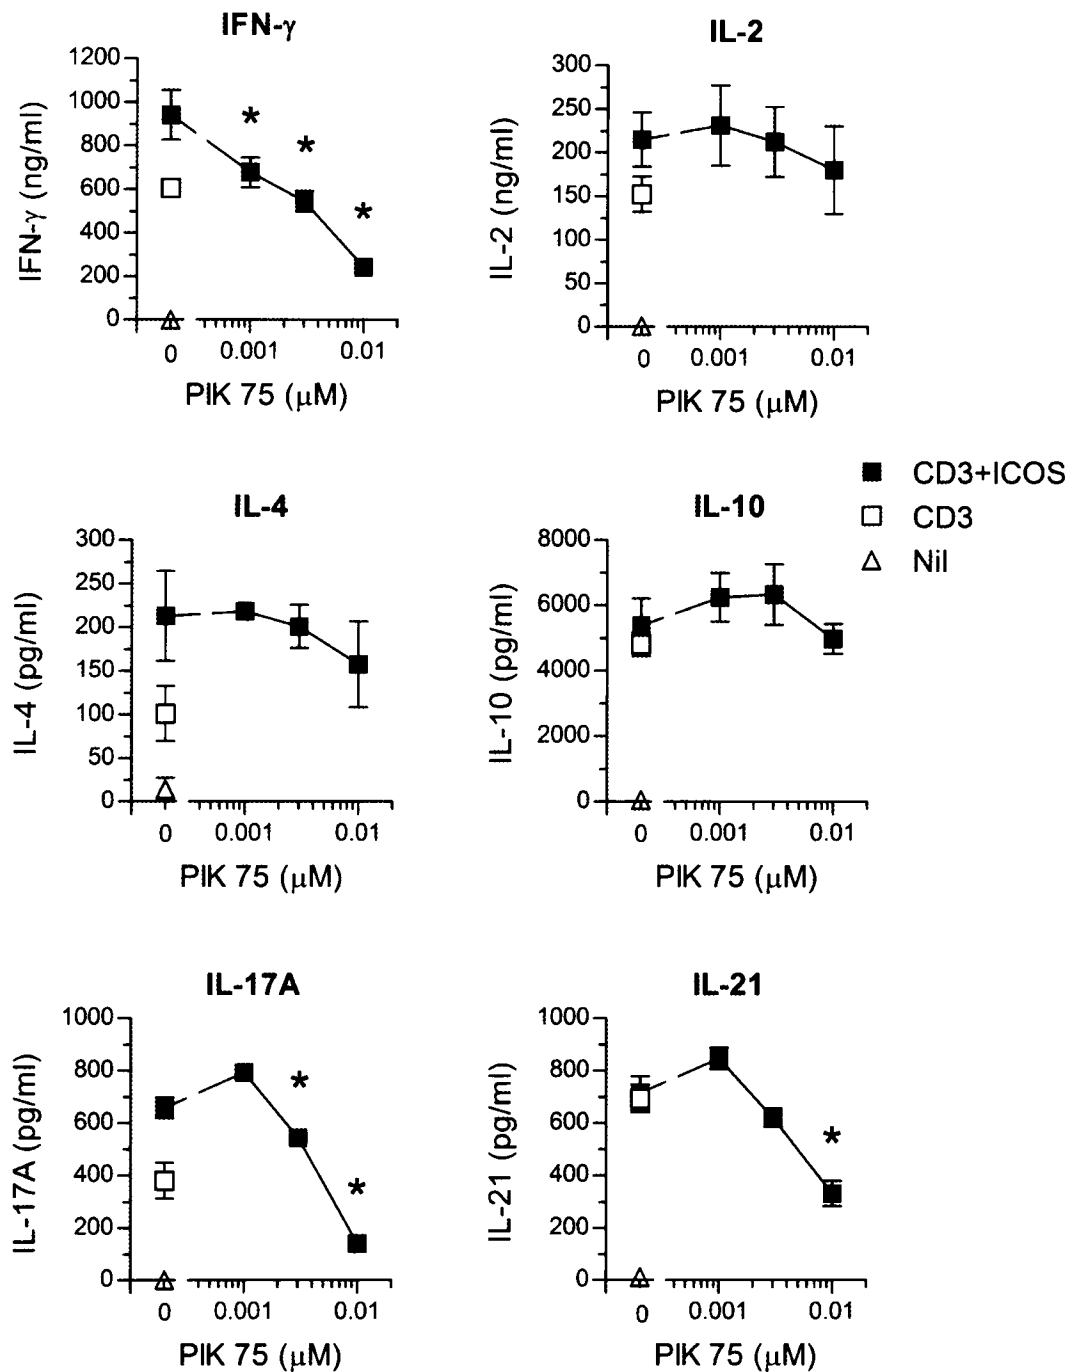 IFN-γ
1200
1000
800
600
400
200
0
IFN-γ (ng/ml)
*
*
*
0
0.001
0.01
PIK 75 (μM)
IL-2
300
250
200
150
100
50
0
IL-2 (ng/ml)
0
0.001
0.01
PIK 75 (μM)
CD3+ICOS
CD3
Nil
IL-4
300
250
200
150
100
50
0
IL-4 (pg/ml)
0
0.001
0.01
PIK 75 (μM)
IL-10
8000
6000
4000
2000
0
IL-10 (pg/ml)
0
0.001
0.01
PIK 75 (μM)
IL-17A
1000
800
600
400
200
0
IL-17A (pg/ml)
*
*
0
0.001
0.01
PIK 75 (μM)
IL-21
1000
800
600
400
200
0
IL-21 (pg/ml)
*
0
0.001
0.01
PIK 75 (μM)